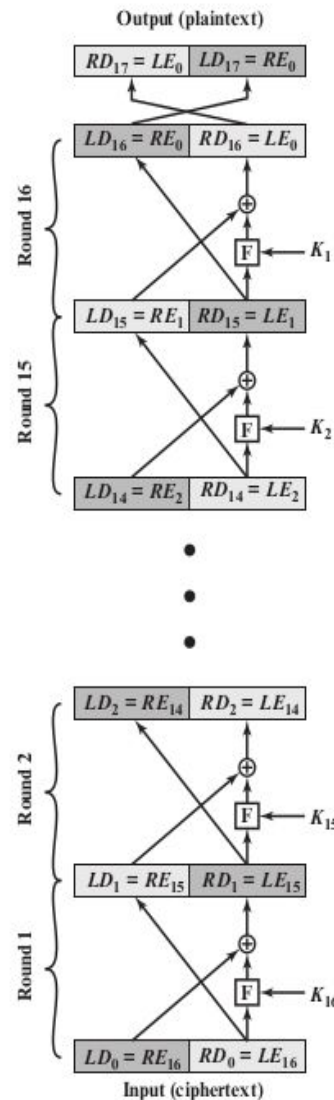 Output (plaintext)
RD₁₇ = LE₀ LD₁₇ = RE₀
LD₁₆ = RE₀ RD₁₆ = LE₀
Round 16
+
F
K₁
LD₁₅ = RE₁ RD₁₅ = LE₁
Round 15
+
F
K₂
LD₁₄ = RE₂ RD₁₄ = LE₂
LD₂ = RE₁₄ RD₂ = LE₁₄
Round 2
+
F
K₁₅
LD₁ = RE₁₅ RD₁ = LE₁₅
Round 1
+
F
K₁₆
LD₀ = RE₁₆ RD₀ = LE₁₆
Input (ciphertext)